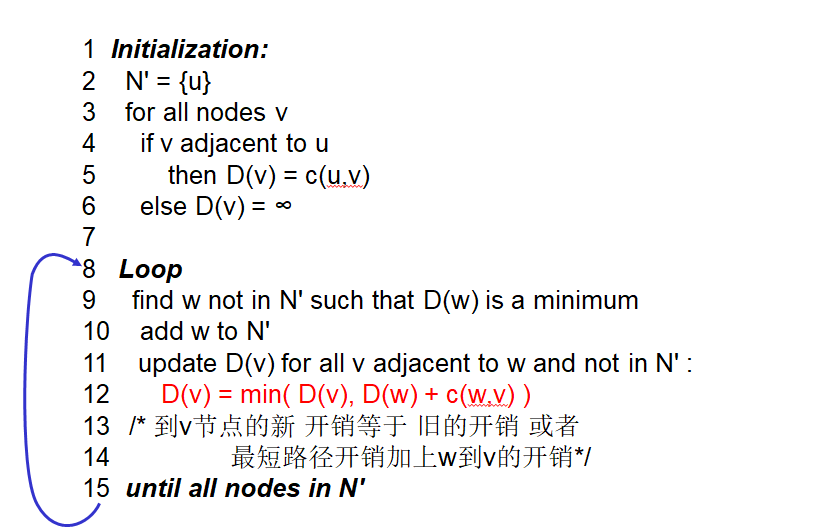 1 Initialization:
2 N' = {u}
3 for all nodes v
4 if v adjacent to u
5 then D(v) = c(u,v)
6 else D(v) = ∞
7
8 Loop
9 find w not in N' such that D(w) is a minimum
10 add w to N'
11 update D(v) for all v adjacent to w and not in N' :
12 D(v) = min( D(v), D(w) + c(w,v) )
13 /* 到v节点的新 开销等于 旧的开销 或者
14 最短路径开销加上w到v的开销*/
15 until all nodes in N'